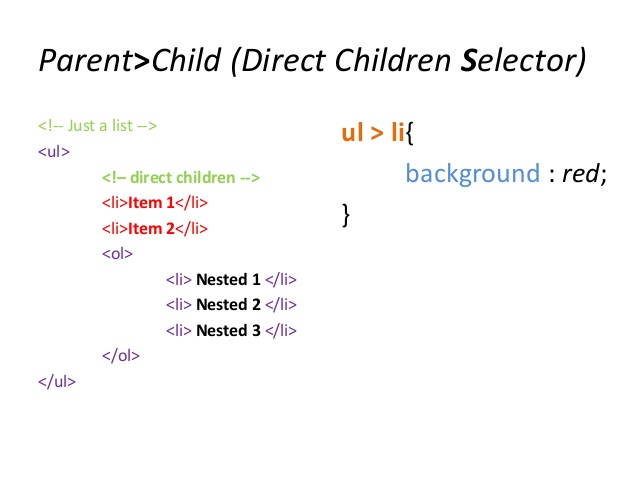 Parent>Child (Direct Children Selector)
<!-- Just a list -->
<ul>
<!-- direct children -->
<li>Item 1</li>
<li>Item 2</li>
<ol>
<li> Nested 1 </li>
<li> Nested 2 </li>
<li> Nested 3 </li>
</ol>
</ul>
ul > li{
background : red;
}